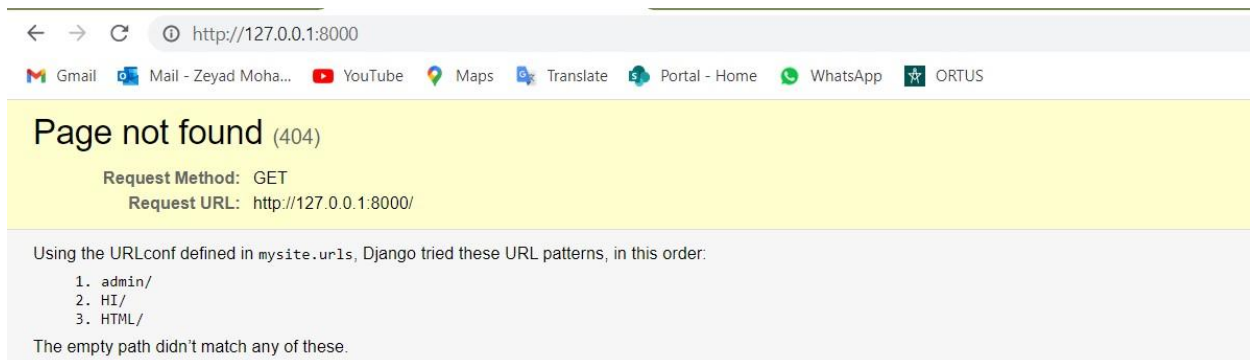 http://127.0.0.1:8000
Gmail Mail - Zeyad Moha... YouTube Maps Translate Portal - Home WhatsApp ORTUS
Page not found (404)
Request Method: GET
Request URL: http://127.0.0.1:8000/
Using the URLconf defined in mysite.urls, Django tried these URL patterns, in this order:
1. admin/
2. HI/
3. HTML/
The empty path didn’t match any of these.